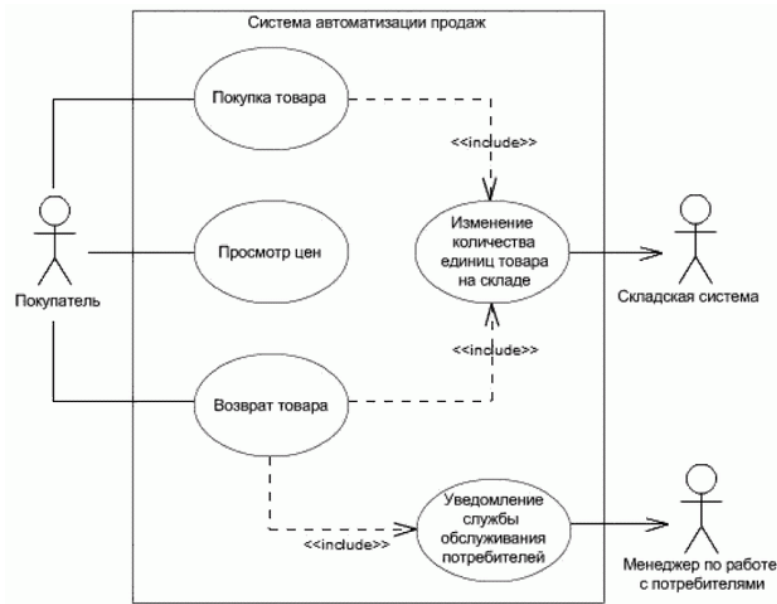 Система автоматизации продаж
Покупка товара
<<include>>
Просмотр цен
Изменение
количества
единиц товара
на складе
Покупатель
Складская система
<<include>>
Возврат товара
Уведомление
службы
обслуживания
потребителей
<<include>>
Менеджер по работе
с потребителями